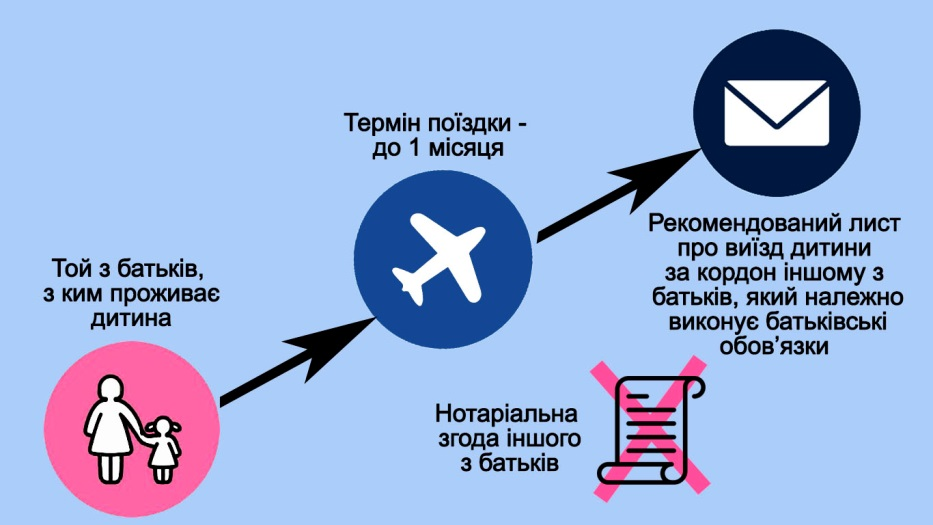 Термін поїздки -
до 1 місяця
Рекомендований лист
про виїзд дитини
за кордон іншому з
батьків, який належно
виконує батьківські
обов’язки
Той з батьків,
з ким проживає
дитина
Нотаріальна
згода іншого
з батьків